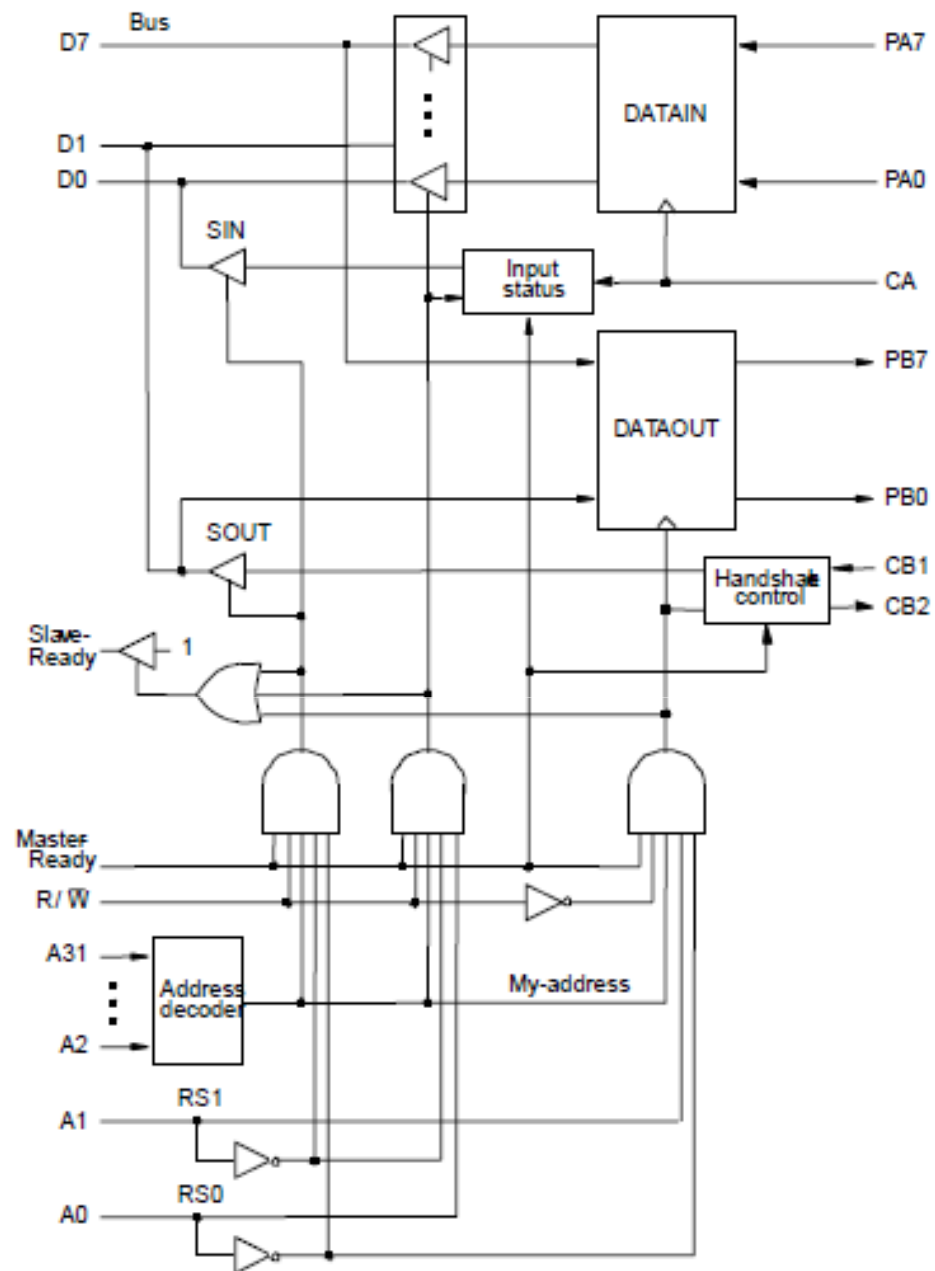 Bus
D7
PA7
DATAIN
D1
D0
PA0
SIN
Input
status
CA
PB7
DATAOUT
PB0
SOUT
CB1
Handshake
control
CB2
Slave-
Ready
1
Master-
Ready
R/ W̅
A31
My-address
Address
decoder
A2
RS1
A1
RS0
A0